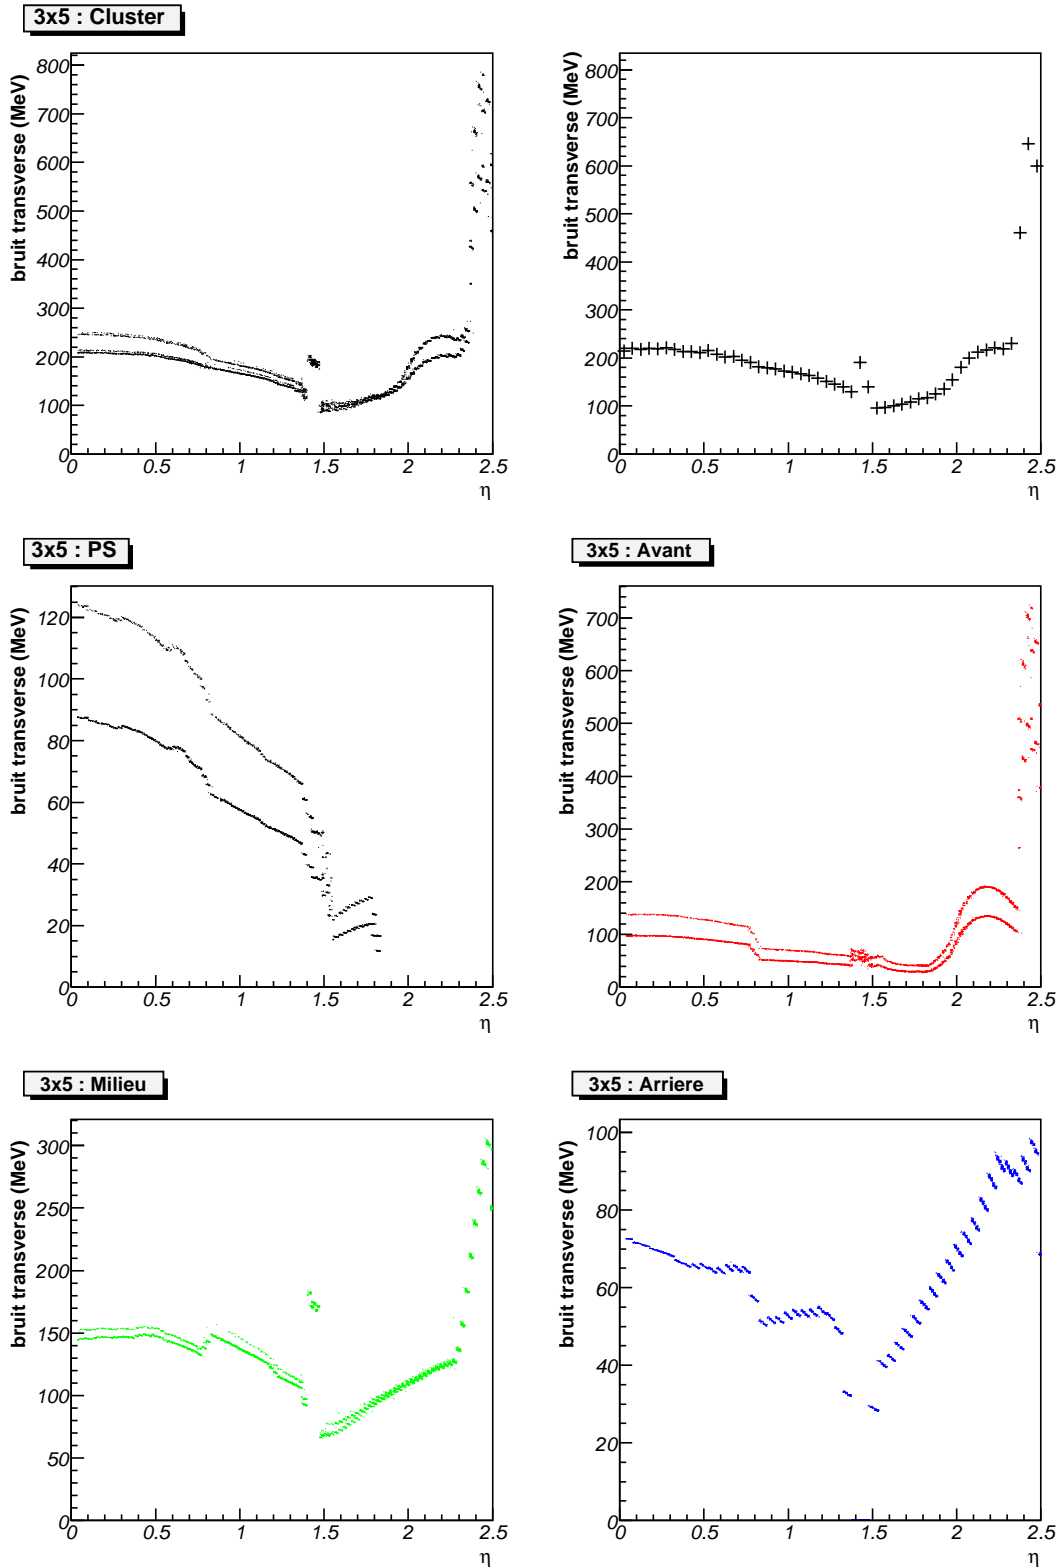 3x5 : Cluster
bruit transverse (MeV)
800
700
600
500
400
300
200
100
0
0 0.5 1 1.5 2 2.5
η
bruit transverse (MeV)
800
700
600
500
400
300
200
100
0
0 0.5 1 1.5 2 2.5
η
3x5 : PS
bruit transverse (MeV)
120
100
80
60
40
20
0
0 0.5 1 1.5 2 2.5
η
3x5 : Avant
bruit transverse (MeV)
700
600
500
400
300
200
100
0
0 0.5 1 1.5 2 2.5
η
3x5 : Milieu
bruit transverse (MeV)
300
250
200
150
100
50
0
0 0.5 1 1.5 2 2.5
η
3x5 : Arriere
bruit transverse (MeV)
100
80
60
40
20
0
0 0.5 1 1.5 2 2.5
η